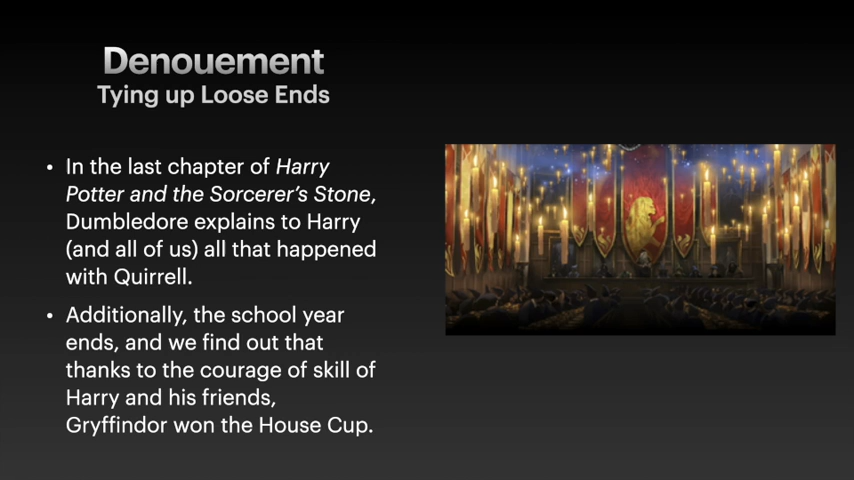 Denouement
Tying up Loose Ends
• In the last chapter of Harry
Potter and the Sorcerer's Stone,
Dumbledore explains to Harry
(and all of us) all that happened
with Quirrell.
• Additionally, the school year
ends, and we find out that
thanks to the courage of skill of
Harry and his friends,
Gryffindor won the House Cup.